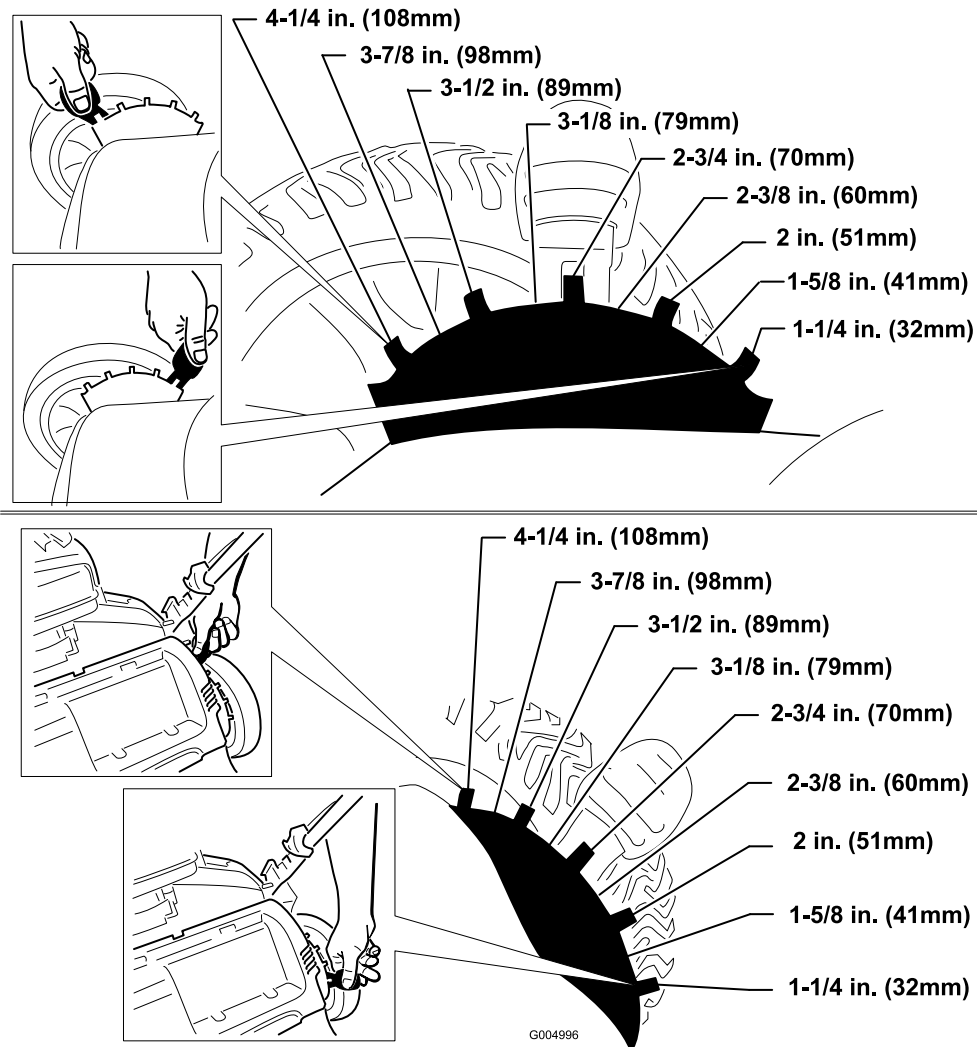 4-1/4 in. (108mm)
3-7/8 in. (98mm)
3-1/2 in. (89mm)
3-1/8 in. (79mm)
2-3/4 in. (70mm)
2-3/8 in. (60mm)
2 in. (51mm)
1-5/8 in. (41mm)
1-1/4 in. (32mm)
4-1/4 in. (108mm)
3-7/8 in. (98mm)
3-1/2 in. (89mm)
3-1/8 in. (79mm)
2-3/4 in. (70mm)
2-3/8 in. (60mm)
2 in. (51mm)
1-5/8 in. (41mm)
1-1/4 in. (32mm)
G004996